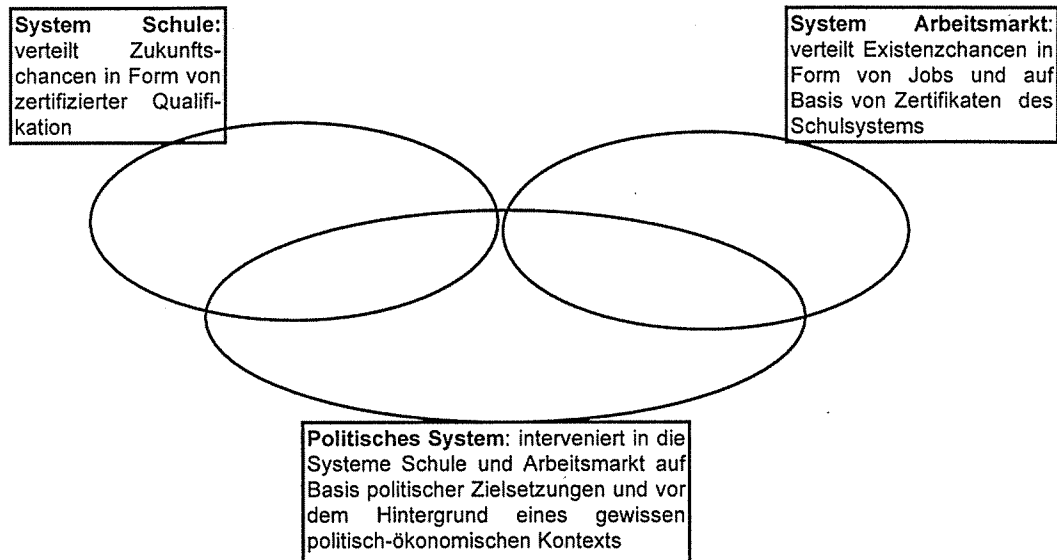 System Schule:
verteilt Zukunfts-
chancen in Form von
zertifizierter Qualifi-
kation
System Arbeitsmarkt:
verteilt Existenzchancen in
Form von Jobs und auf
Basis von Zertifikaten des
Schulsystems
Politisches System: interveniert in die
Systeme Schule und Arbeitsmarkt auf
Basis politischer Zielsetzungen und vor
dem Hintergrund eines gewissen
politisch-ökonomischen Kontexts